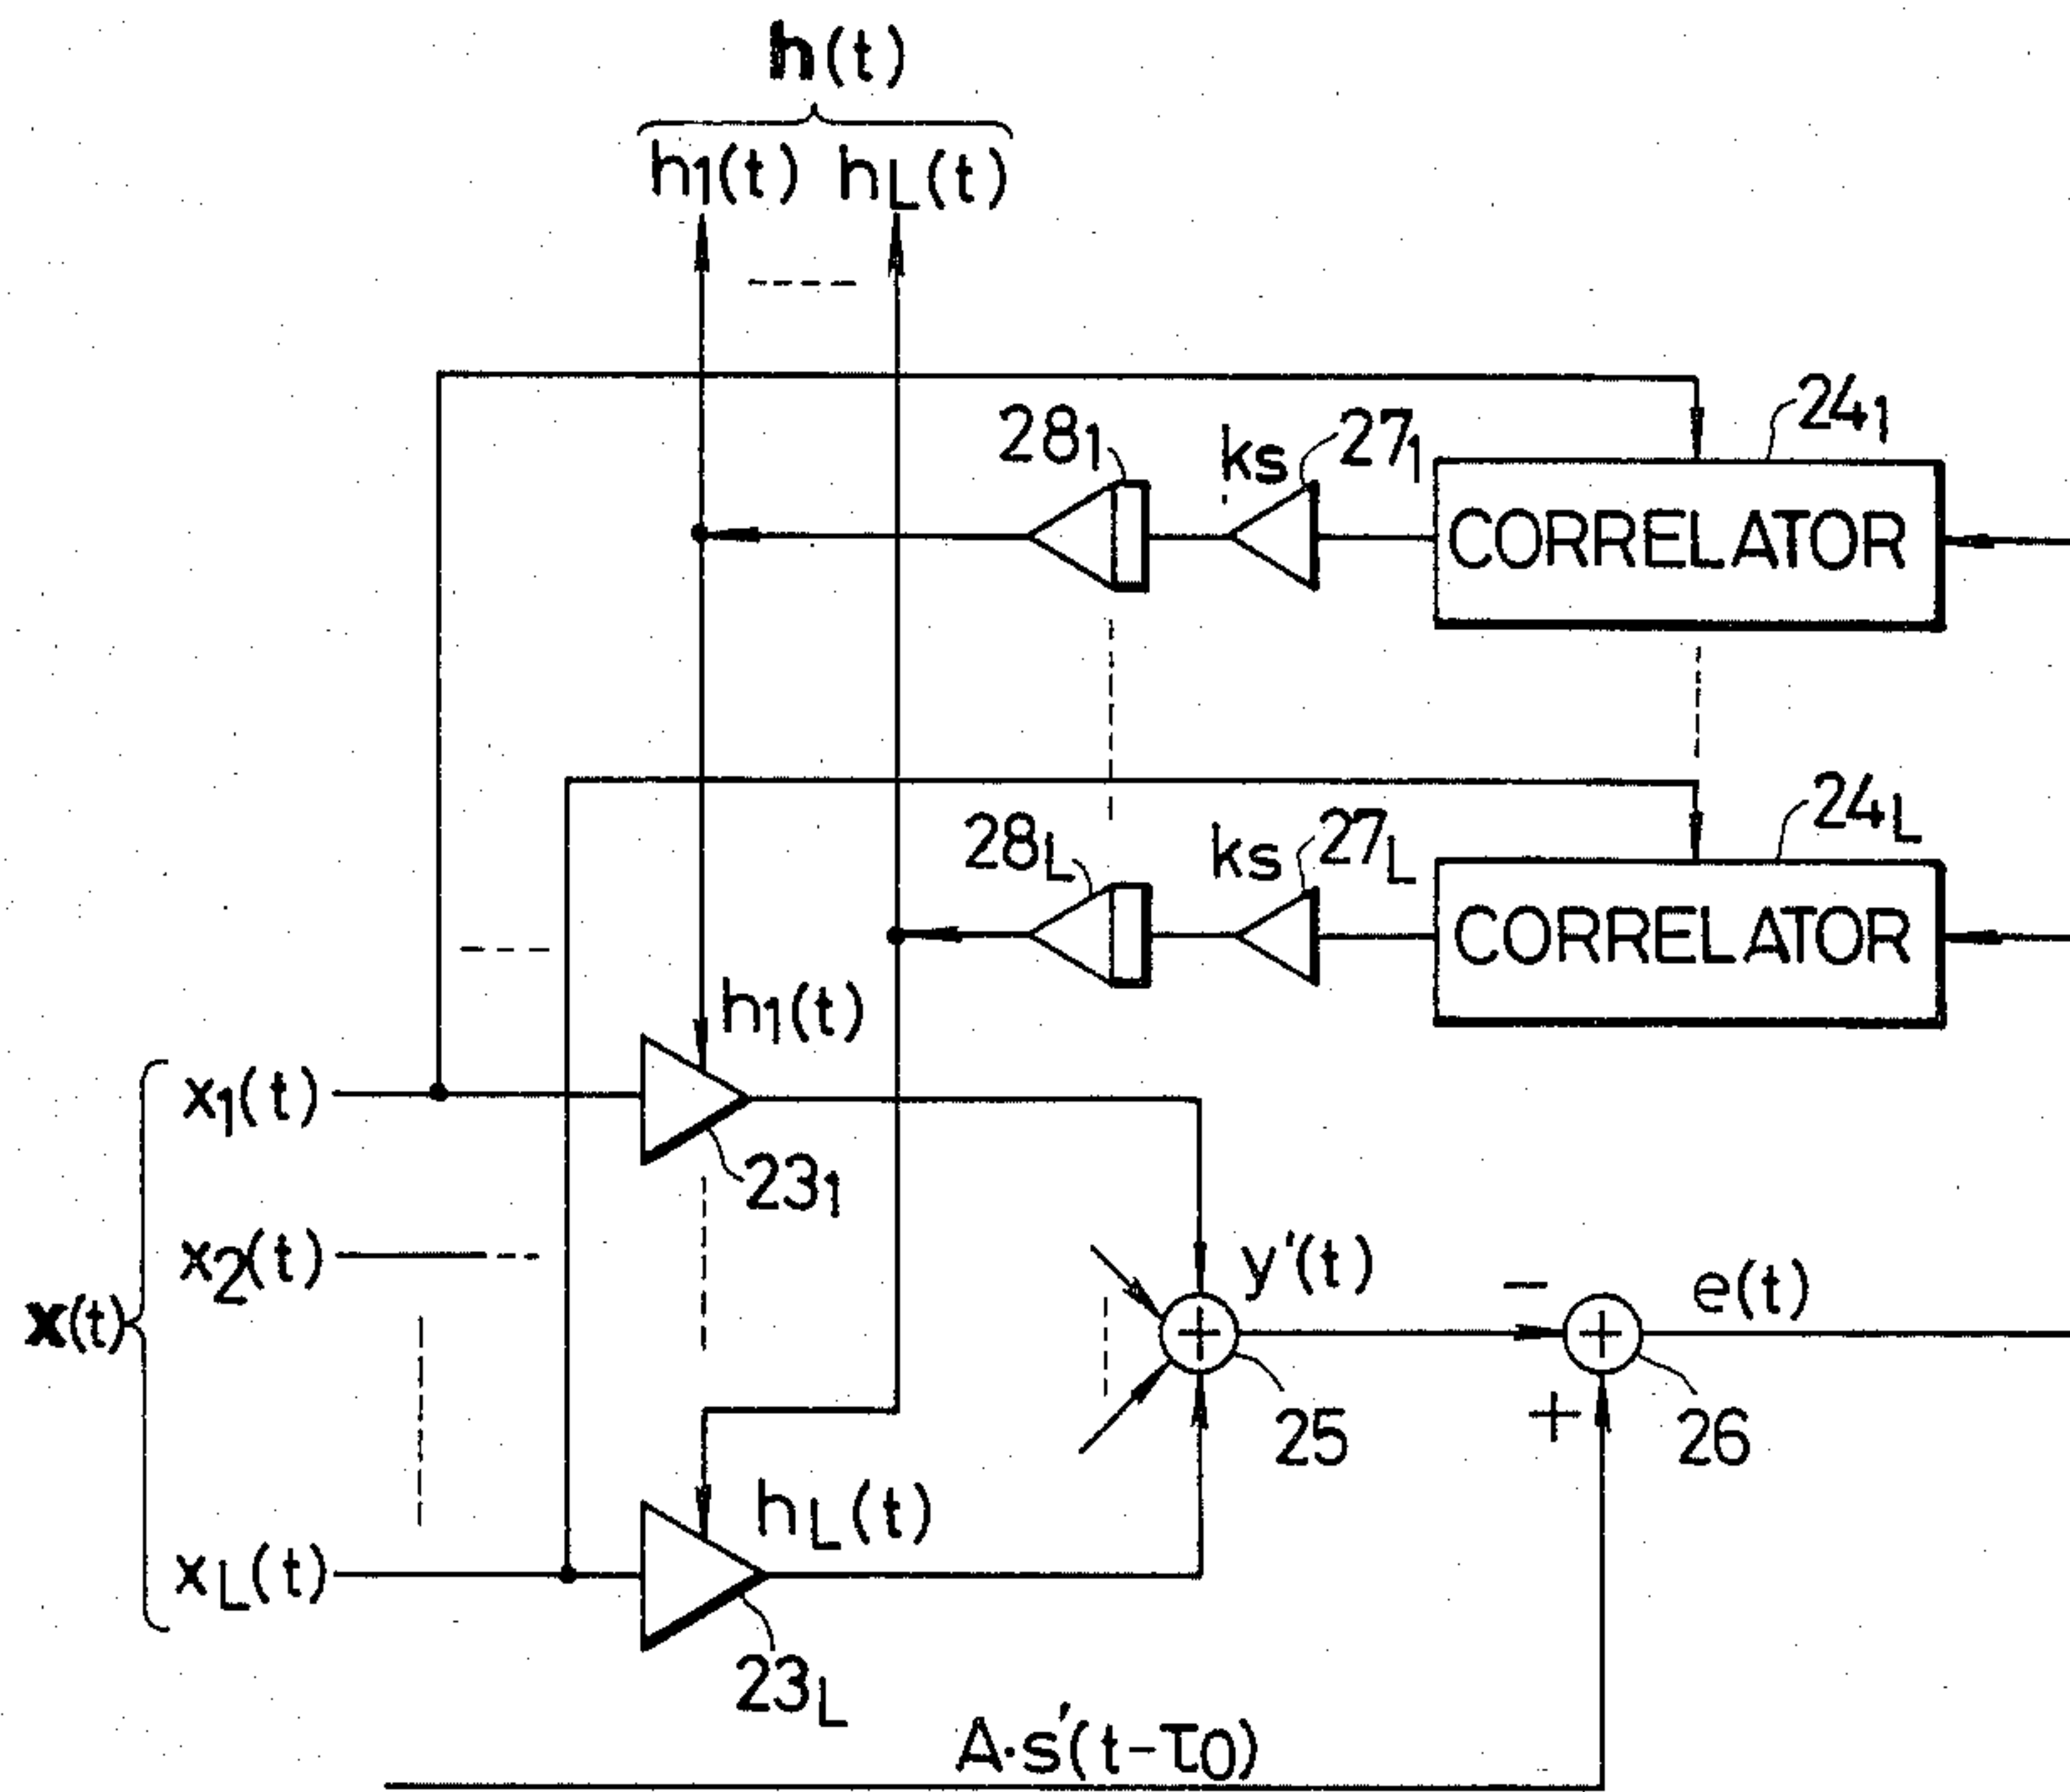 h(t)
h1(t) hL(t)
241
281
ks
271
CORRELATOR
24L
28L
ks
27L
CORRELATOR
h1(t)
x1(t)
231
x2(t)
y'(t)
−
e(t)
x(t)
+
+
+
25
26
hL(t)
xL(t)
23L
A·s'(t−τ0)